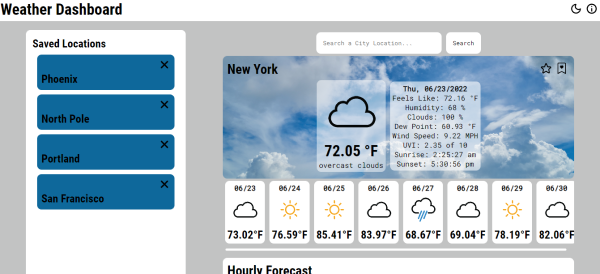 Weather Dashboard
Saved Locations
Phoenix
North Pole
Portland
San Francisco
Search a City Location...
Search
New York
72.05 °F
overcast clouds
Thu, 06/23/2022
Feels Like: 72.16 °F
Humidity: 60 %
Clouds: 100 %
Dew Point: 60.93 °F
Wind Speed: 9.22 MPH
UVI: 2.35 of 10
Sunrise: 2:25:27 am
Sunset: 5:30:56 pm
06/23 06/24 06/25 06/26 06/27 06/28 06/29 06/30
73.02°F 76.59°F 85.41°F 83.97°F 68.67°F 69.04°F 78.19°F 82.06°F
Hourly Forecast